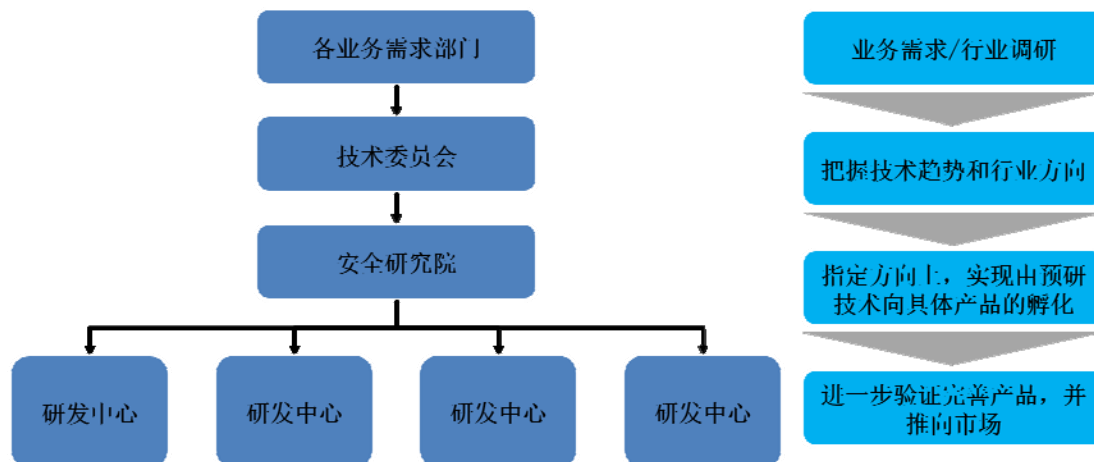 各业务需求部门
技术委员会
安全研究院
研发中心
研发中心
研发中心
研发中心
业务需求/行业调研
把握技术趋势和行业方向
指定方向上，实现由预研
技术向具体产品的孵化
进一步验证完善产品，并
推向市场